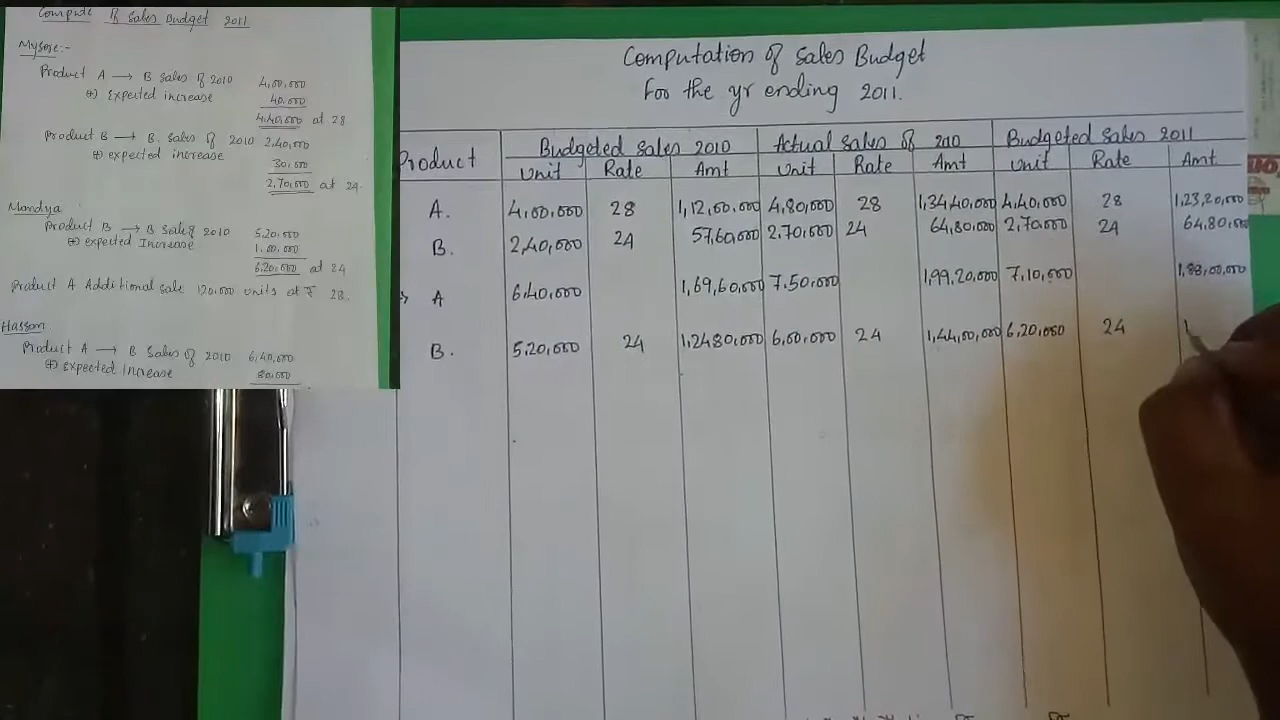 Compute of Sales Budget 2011
Mysore:-
Product A → B Sales of 2010 4,00,000
(+) Expected increase 40,000
4,40,000 at 28
Product B → B. Sales of 2010 2,40,000
(+) expected increase 30,000
2,70,000 at 24.
Mandya
Product B → B Sales of 2010 5,20,000
(+) expected Increase 1,00,000
6,20,000 at 24
Product A Additional sale 120,000 units at ₹ 28.
Hassan
Product A → B Sales of 2010 6,40,000
(+) Expected Increase 80,000
Computation of Sales Budget
For the yr ending 2011.
Product Budgeted Sales 2010 Actual Sales of 2010 Budgeted Sales 2011
Unit Rate Amt Unit Rate Amt Unit Rate Amt
A. 4,00,000 28 1,12,00,000 4,80,000 28 1,34,40,000 4,40,000 28 1,23,20,000
B. 2,40,000 24 57,60,000 2,70,000 24 64,80,000 2,70,000 24 64,80,000
A 6,40,000 1,69,60,000 7,50,000 1,99,20,000 7,10,000 1,88,00,000
B. 5,20,000 24 1,24,80,000 6,00,000 24 1,44,00,000 6,20,000 24 1